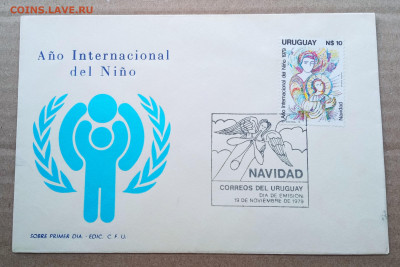 COINS.LAVE.RU
Año Internacional
del Niño
URUGUAY N$ 10
Año Internacional del Niño 1979
Navidad
NAVIDAD
CORREOS DEL URUGUAY
DIA DE EMISION:
19 DE NOVIEMBRE DE 1979
SOBRE PRIMER DIA - EDIC. C F U.